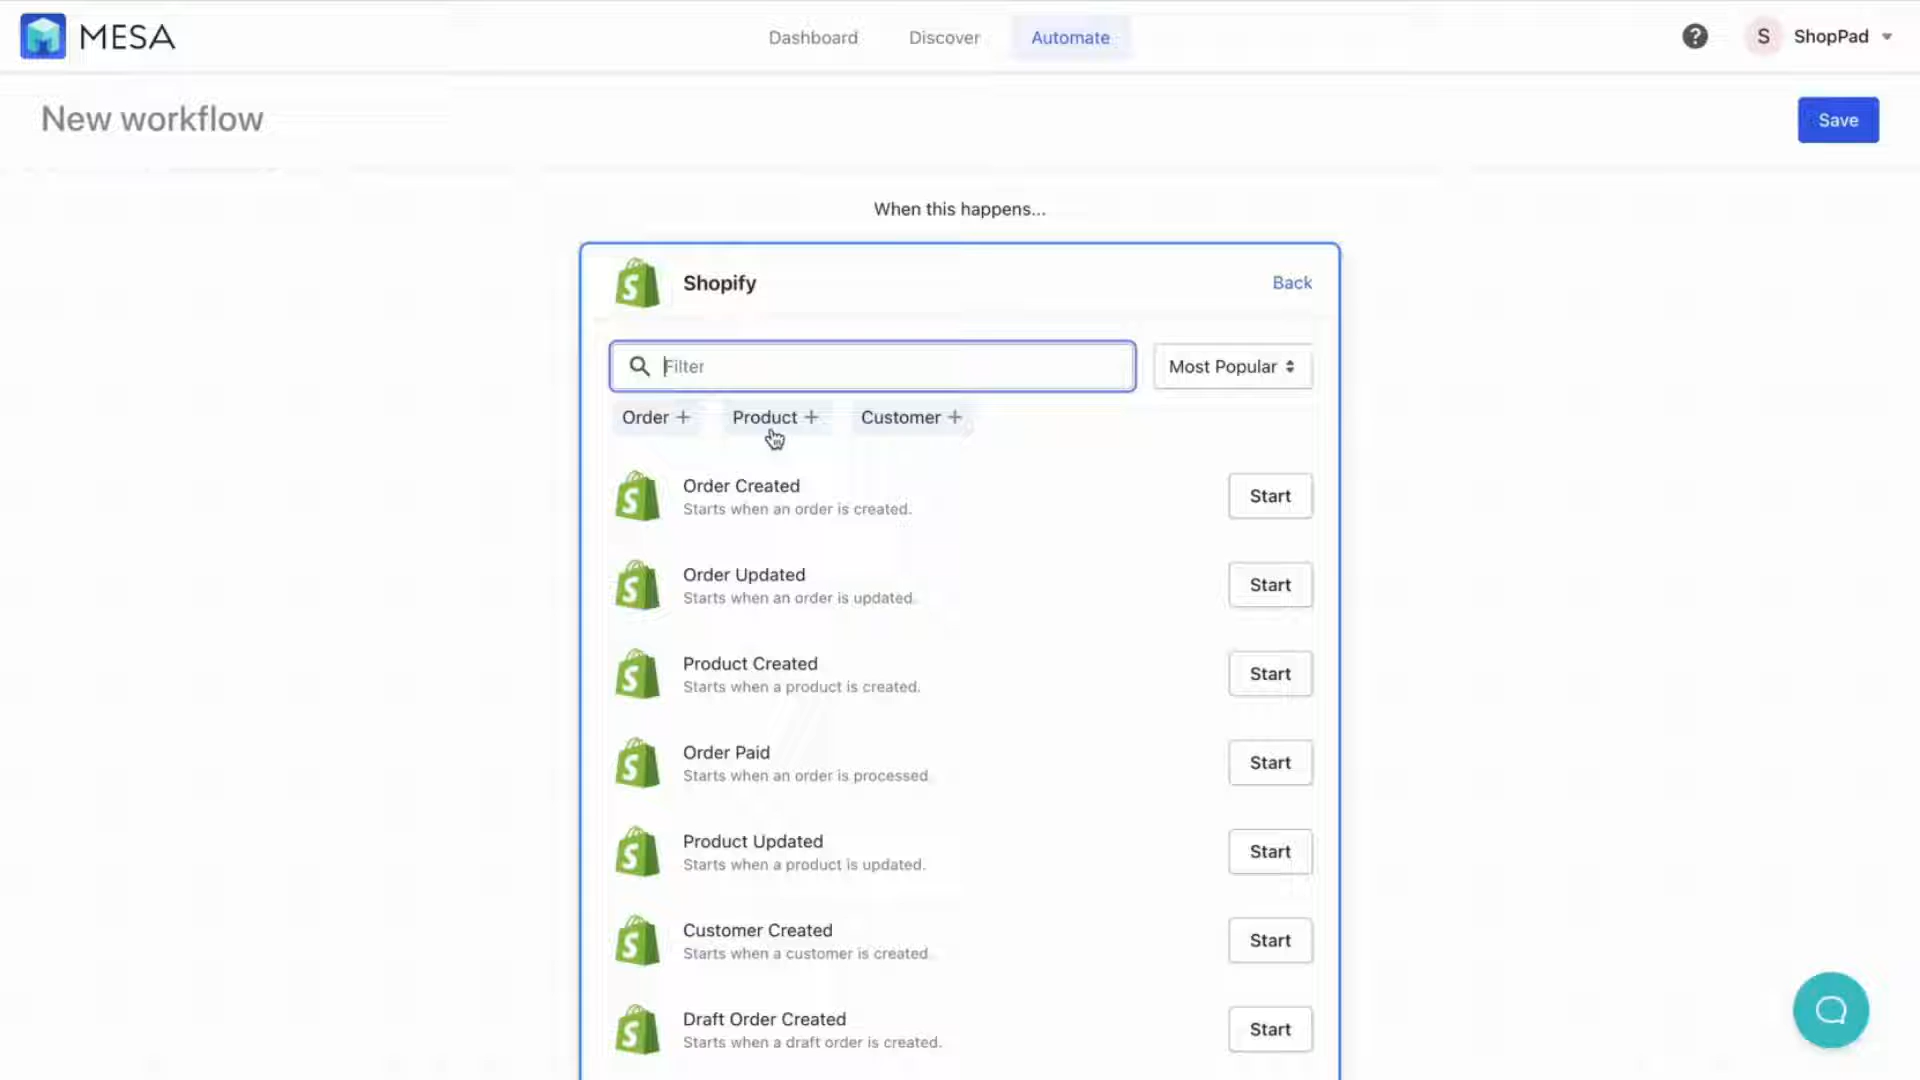 MESA
Dashboard
Discover
Automate
S
ShopPad
New workflow
Save
When this happens...
Shopify
Back
Filter
Most Popular
Order +
Product +
Customer +
Order Created
Starts when an order is created.
Start
Order Updated
Starts when an order is updated.
Start
Product Created
Starts when a product is created.
Start
Order Paid
Starts when an order is processed.
Start
Product Updated
Starts when a product is updated.
Start
Customer Created
Starts when a customer is created.
Start
Draft Order Created
Starts when a draft order is created.
Start